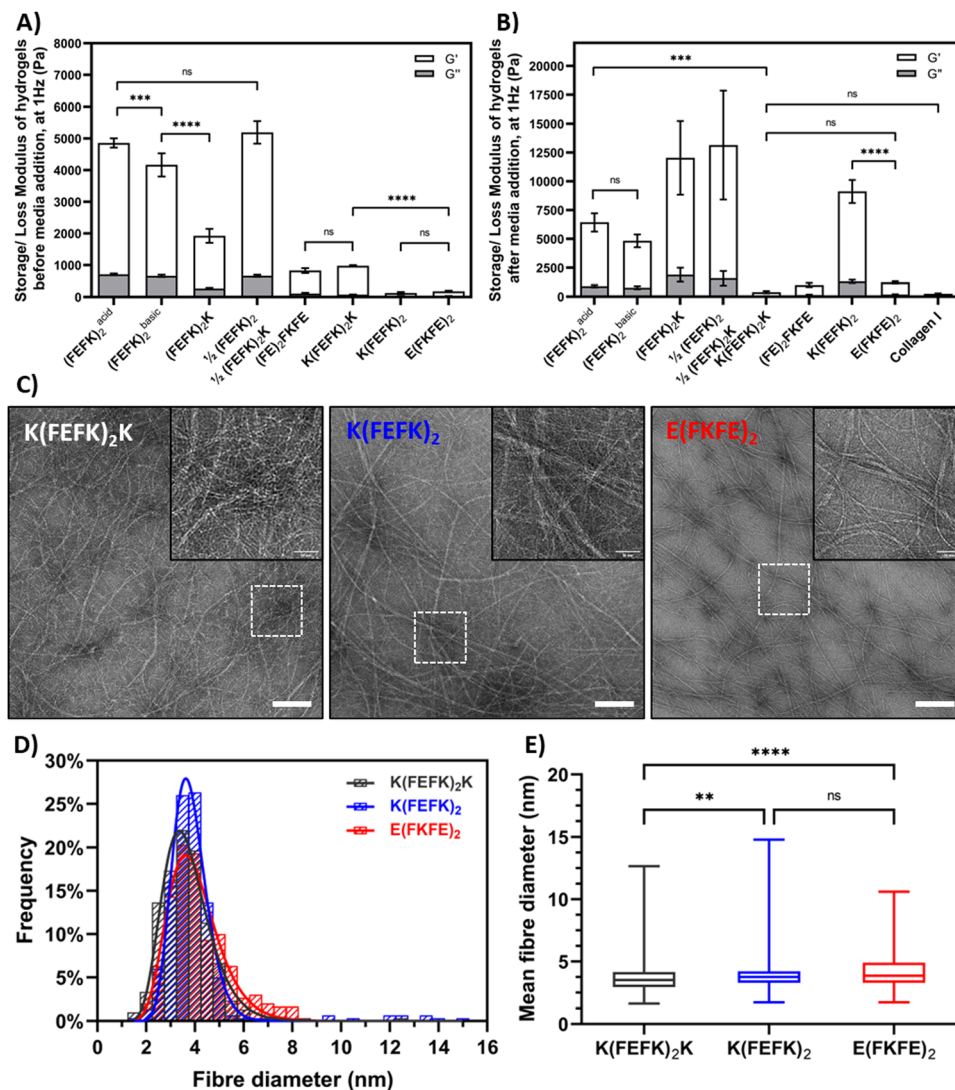 A)
Storage/ Loss Modulus of hydrogels
before media addition, at 1Hz (Pa)
8000
7000
6000
5000
4000
3000
2000
1000
0
G'
G''
ns
***
****
****
ns
ns
(FEFK)₂ᵃᶜⁱᵈ
(FEFK)₂ᵇᵃˢⁱᶜ
(FEFK)₂K
½ (FEFK)₂
½ (FEFK)₂K
(FE)₂FKFE
K(FEFK)₂K
K(FEFK)₂
E(FKFE)₂
B)
Storage/ Loss Modulus of hydrogels
after media addition, at 1Hz (Pa)
20000
17500
15000
12500
10000
7500
5000
2500
0
G'
G''
***
ns
ns
****
ns
(FEFK)₂ᵃᶜⁱᵈ
(FEFK)₂ᵇᵃˢⁱᶜ
(FEFK)₂K
½ (FEFK)₂
½ (FEFK)₂K
K(FEFK)₂K
(FE)₂FKFE
K(FEFK)₂
E(FKFE)₂
Collagen I
C)
K(FEFK)₂K
K(FEFK)₂
E(FKFE)₂
D)
Frequency
30%
25%
20%
15%
10%
5%
0%
K(FEFK)₂K
K(FEFK)₂
E(FKFE)₂
0 2 4 6 8 10 12 14 16
Fibre diameter (nm)
E)
Mean fibre diameter (nm)
20
15
10
5
0
****
**
ns
K(FEFK)₂K K(FEFK)₂ E(FKFE)₂